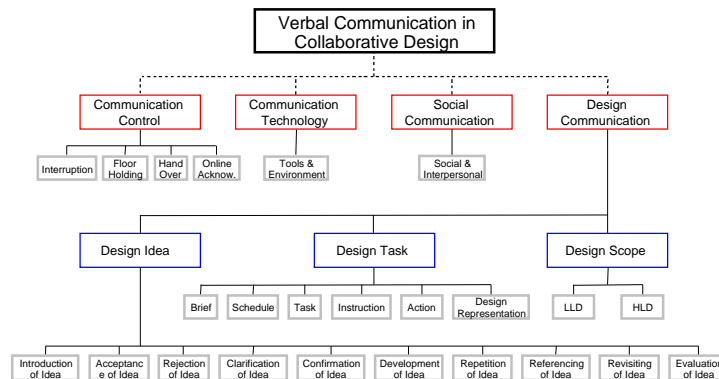 Verbal Communication in
Collaborative Design
Communication
Control
Communication
Technology
Social
Communication
Design
Communication
Interruption
Floor
Holding
Hand
Over
Online
Acknow.
Tools &
Environment
Social &
Interpersonal
Design Idea
Design Task
Design Scope
Brief
Schedule
Task
Instruction
Action
Design
Representation
LLD
HLD
Introduction
of Idea
Acceptanc
e of Idea
Rejection
of Idea
Clarification
of Idea
Confirmation
of Idea
Development
of Idea
Repetition
of Idea
Referencing
of Idea
Revisiting
of Idea
Evaluation
of Idea